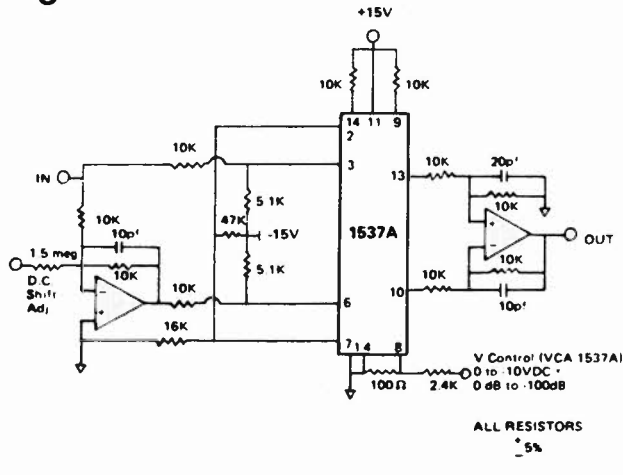 +15V
10K
10K
14 11 9
2
10K
3
13
10K
20pf
IN
5 1K
10K
10K
10pf
47K
-15V
1537A
OUT
1.5 meg
10K
5.1K
10K
D.C.
Shift
Adj
10K
6
10
10K
10pf
16K
7 1 4 8
V Control (VCA 1537A)
100Ω
2.4K
0 to -10VDC
0 dB to -100dB
ALL RESISTORS
± 5%